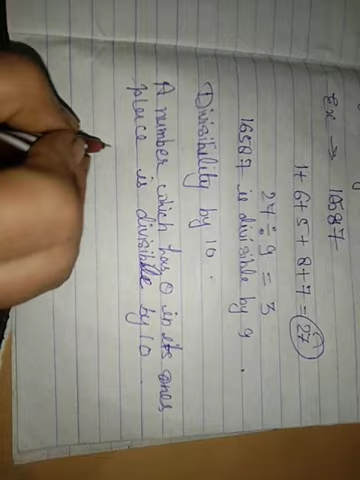 Ex → 16587
1+6+5+8+7 = 27
27 ÷ 9 = 3
16587 is divisible by 9.
Divisibility by 10.
A number which has 0 in its ones
place is divisible by 10